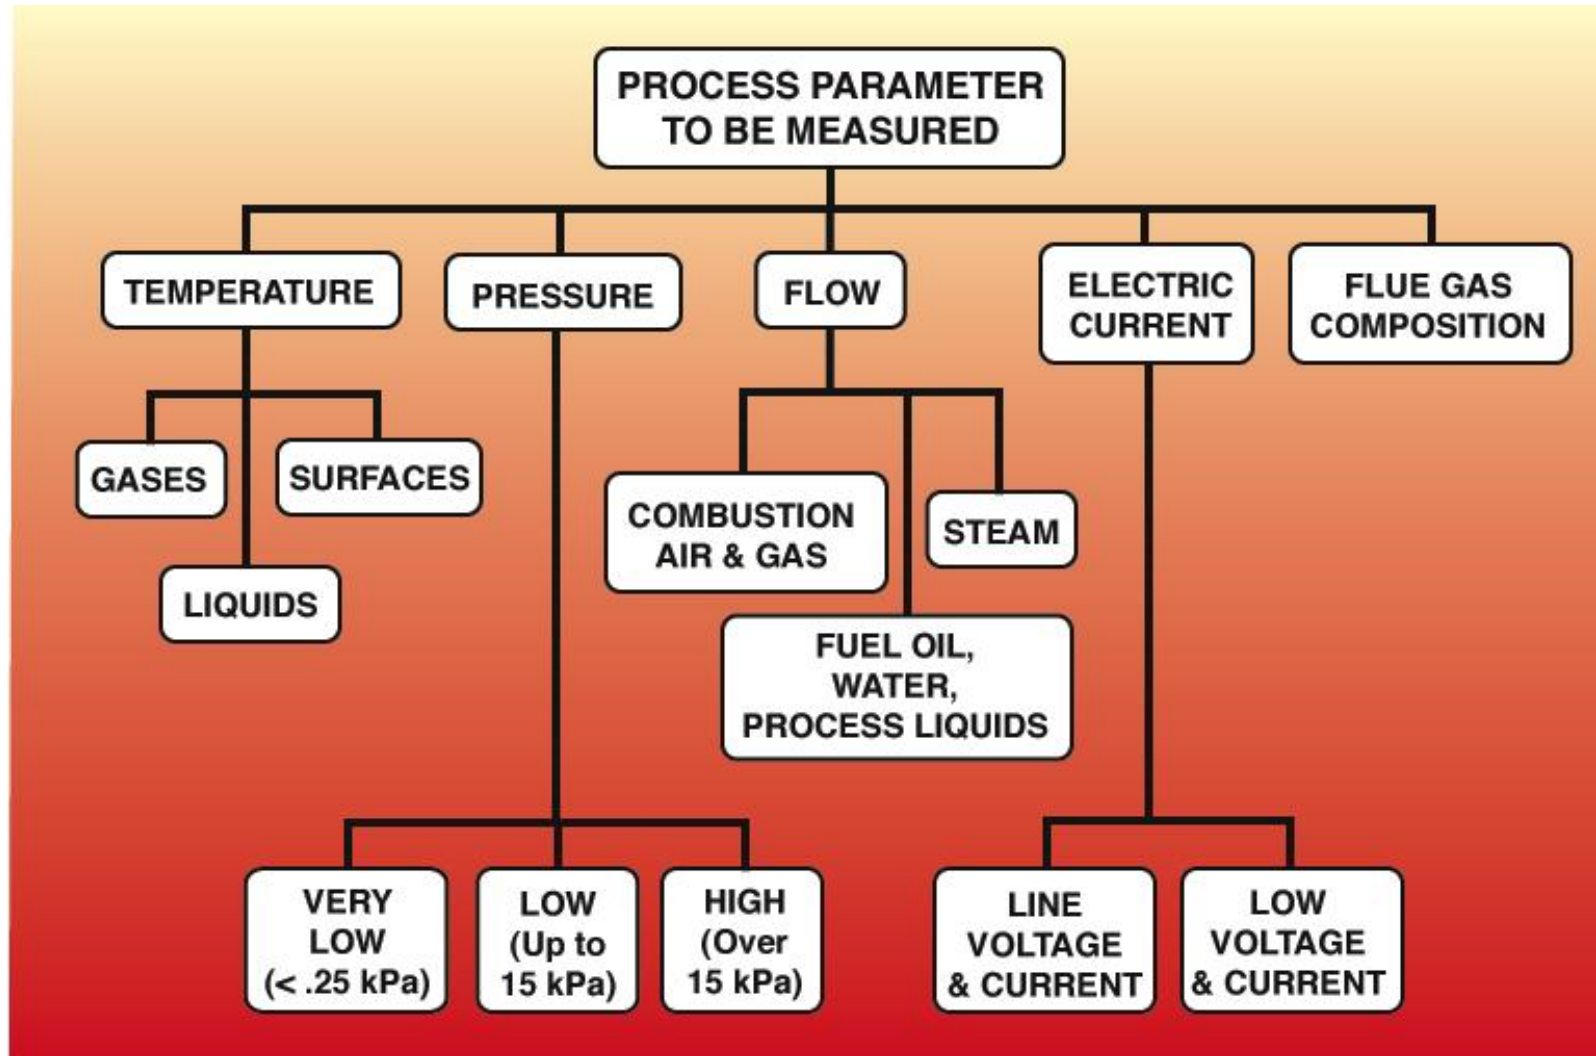 PROCESS PARAMETER
TO BE MEASURED
TEMPERATURE
PRESSURE
FLOW
ELECTRIC
CURRENT
FLUE GAS
COMPOSITION
GASES
SURFACES
LIQUIDS
COMBUSTION
AIR & GAS
STEAM
FUEL OIL,
WATER,
PROCESS LIQUIDS
VERY
LOW
(< .25 kPa)
LOW
(Up to
15 kPa)
HIGH
(Over
15 kPa)
LINE
VOLTAGE
& CURRENT
LOW
VOLTAGE
& CURRENT